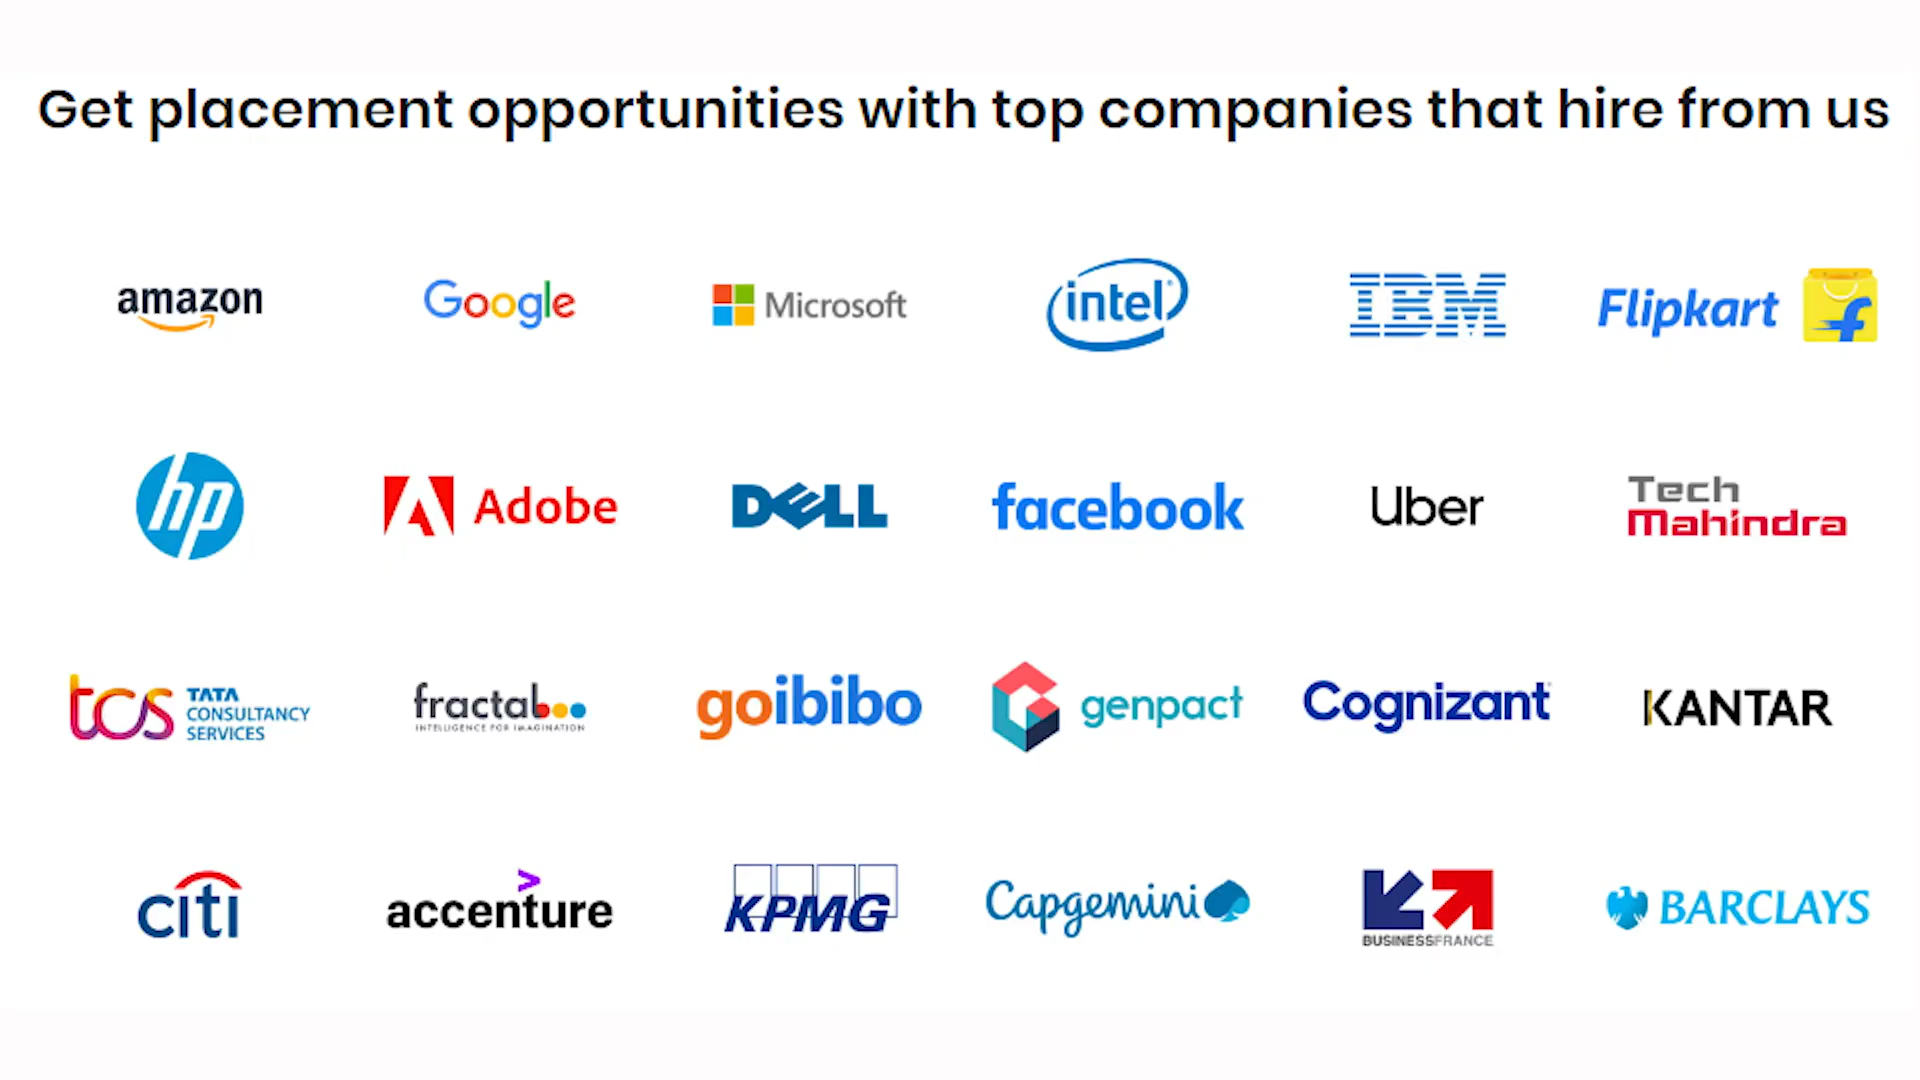 Get placement opportunities with top companies that hire from us
amazon
Google
Microsoft
intel
IBM
Flipkart
f
hp
Adobe
DELL
facebook
Uber
Tech
Mahindra
tcs
TATA
CONSULTANCY
SERVICES
fractal
INTELLIGENCE FOR IMAGINATION
goibibo
genpact
Cognizant
KANTAR
citi
accenture
KPMG
Capgemini
BUSINESSFRANCE
BARCLAYS